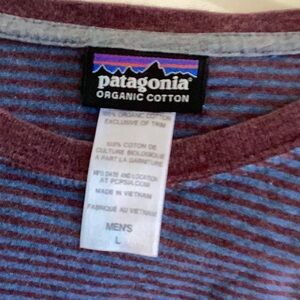 patagonia
ORGANIC COTTON
100% ORGANIC COTTON
EXCLUSIVE OF TRIM
100% COTON DE
CULTURE BIOLOGIQUE
À PART LA GARNITURE
MFG DATE AND LOCATION
AT PCPSIA.COM
MADE IN VIETNAM
FABRIQUÉ AU VIETNAM
MEN'S
L